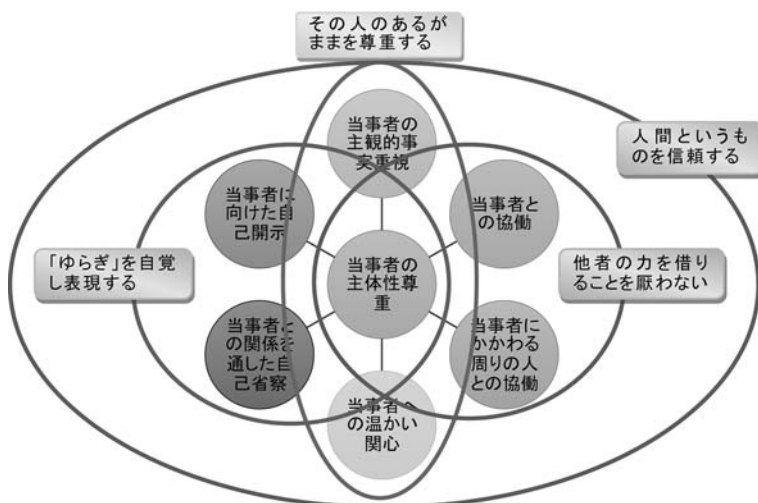 その人のあるが
ままを尊重する
当事者の
主観的事
実重視
人間というも
のを信頼する
当事者に
向けた自
己開示
当事者と
の協働
「ゆらぎ」を自覚
し表現する
当事者の
主体性尊
重
他者の力を借り
ることを厭わない
当事者と
の関係を
通した自
己省察
当事者に
かかわる
周りの人
との協働
当事者へ
の温かい
関心